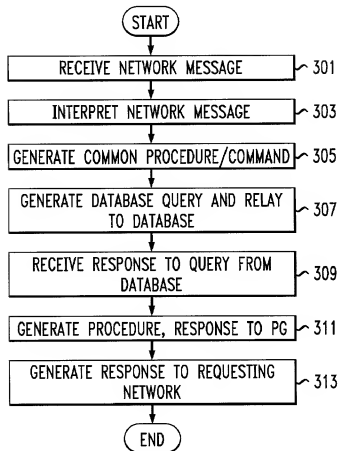 START
RECEIVE NETWORK MESSAGE 301
INTERPRET NETWORK MESSAGE 303
GENERATE COMMON PROCEDURE/COMMAND 305
GENERATE DATABASE QUERY AND RELAY
TO DATABASE 307
RECEIVE RESPONSE TO QUERY FROM
DATABASE 309
GENERATE PROCEDURE, RESPONSE TO PG 311
GENERATE RESPONSE TO REQUESTING
NETWORK 313
END